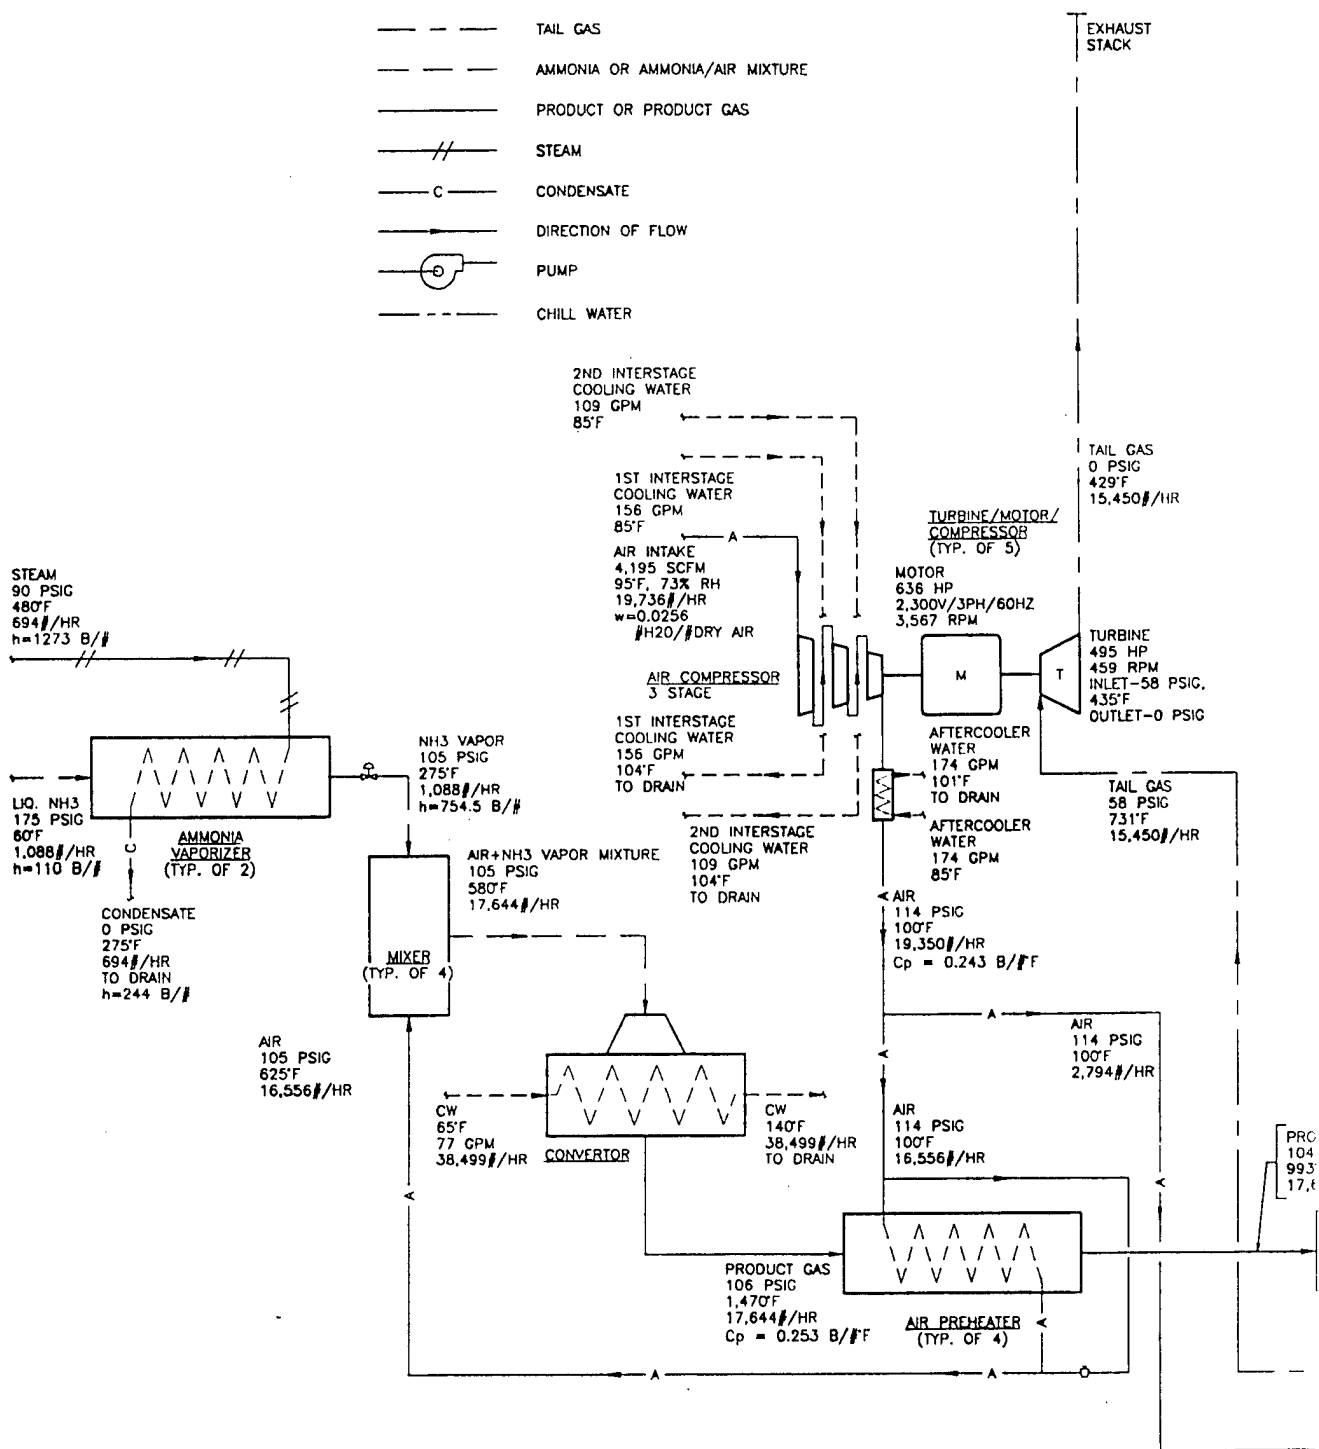 TAIL GAS
AMMONIA OR AMMONIA/AIR MIXTURE
PRODUCT OR PRODUCT GAS
STEAM
C
CONDENSATE
DIRECTION OF FLOW
PUMP
CHILL WATER
EXHAUST
STACK
2ND INTERSTAGE
COOLING WATER
109 GPM
85°F
1ST INTERSTAGE
COOLING WATER
156 GPM
85°F
A
AIR INTAKE
4,195 SCFM
95°F, 73% RH
19,736#/HR
w=0.0256
#H2O/#DRY AIR
TAIL GAS
0 PSIG
429°F
15,450#/HR
TURBINE/MOTOR/
COMPRESSOR
(TYP. OF 5)
MOTOR
636 HP
2,300V/3PH/60HZ
3,567 RPM
M
T
TURBINE
495 HP
459 RPM
INLET-58 PSIG,
435°F
OUTLET-0 PSIG
AIR COMPRESSOR
3 STAGE
1ST INTERSTAGE
COOLING WATER
156 GPM
104°F
TO DRAIN
2ND INTERSTAGE
COOLING WATER
109 GPM
104°F
TO DRAIN
AFTERCOOLER
WATER
174 GPM
101°F
TO DRAIN
AFTERCOOLER
WATER
174 GPM
85°F
TAIL GAS
58 PSIG
731°F
15,450#/HR
STEAM
90 PSIG
480°F
694#/HR
h=1273 B/#
LIQ. NH3
175 PSIG
60°F
1,088#/HR
h=110 B/#
AMMONIA
VAPORIZER
(TYP. OF 2)
C
CONDENSATE
0 PSIG
275°F
694#/HR
TO DRAIN
h=244 B/#
NH3 VAPOR
105 PSIG
275°F
1,088#/HR
h=754.5 B/#
AIR+NH3 VAPOR MIXTURE
105 PSIG
580°F
17,644#/HR
MIXER
(TYP. OF 4)
AIR
105 PSIG
625°F
16,556#/HR
A
AIR
114 PSIG
100°F
19,350#/HR
Cp = 0.243 B/#°F
A
A
AIR
114 PSIG
100°F
2,794#/HR
CW
65°F
77 GPM
38,499#/HR
CONVERTOR
CW
140°F
38,499#/HR
TO DRAIN
AIR
114 PSIG
100°F
16,556#/HR
A
A
PRODUCT GAS
106 PSIG
1,470°F
17,644#/HR
Cp = 0.253 B/#°F
AIR PREHEATER
(TYP. OF 4)
A
A
A
PRO
104
993°